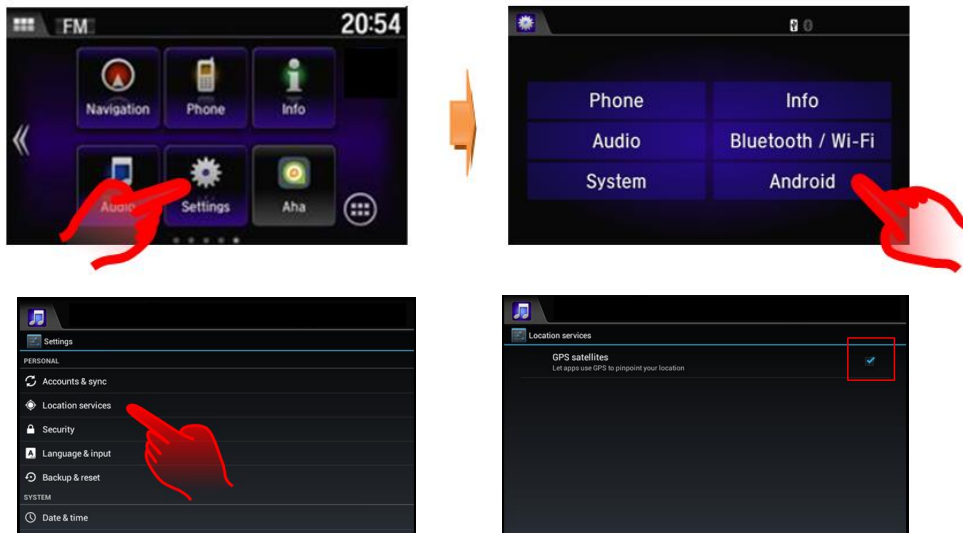 FM 20:54
Navigation Phone Info
Audio Settings Aha
Phone Info
Audio Bluetooth / Wi-Fi
System Android
Settings
PERSONAL
Accounts & sync
Location services
Security
Language & input
Backup & reset
SYSTEM
Date & time
Location services
GPS satellites
Let apps use GPS to pinpoint your location